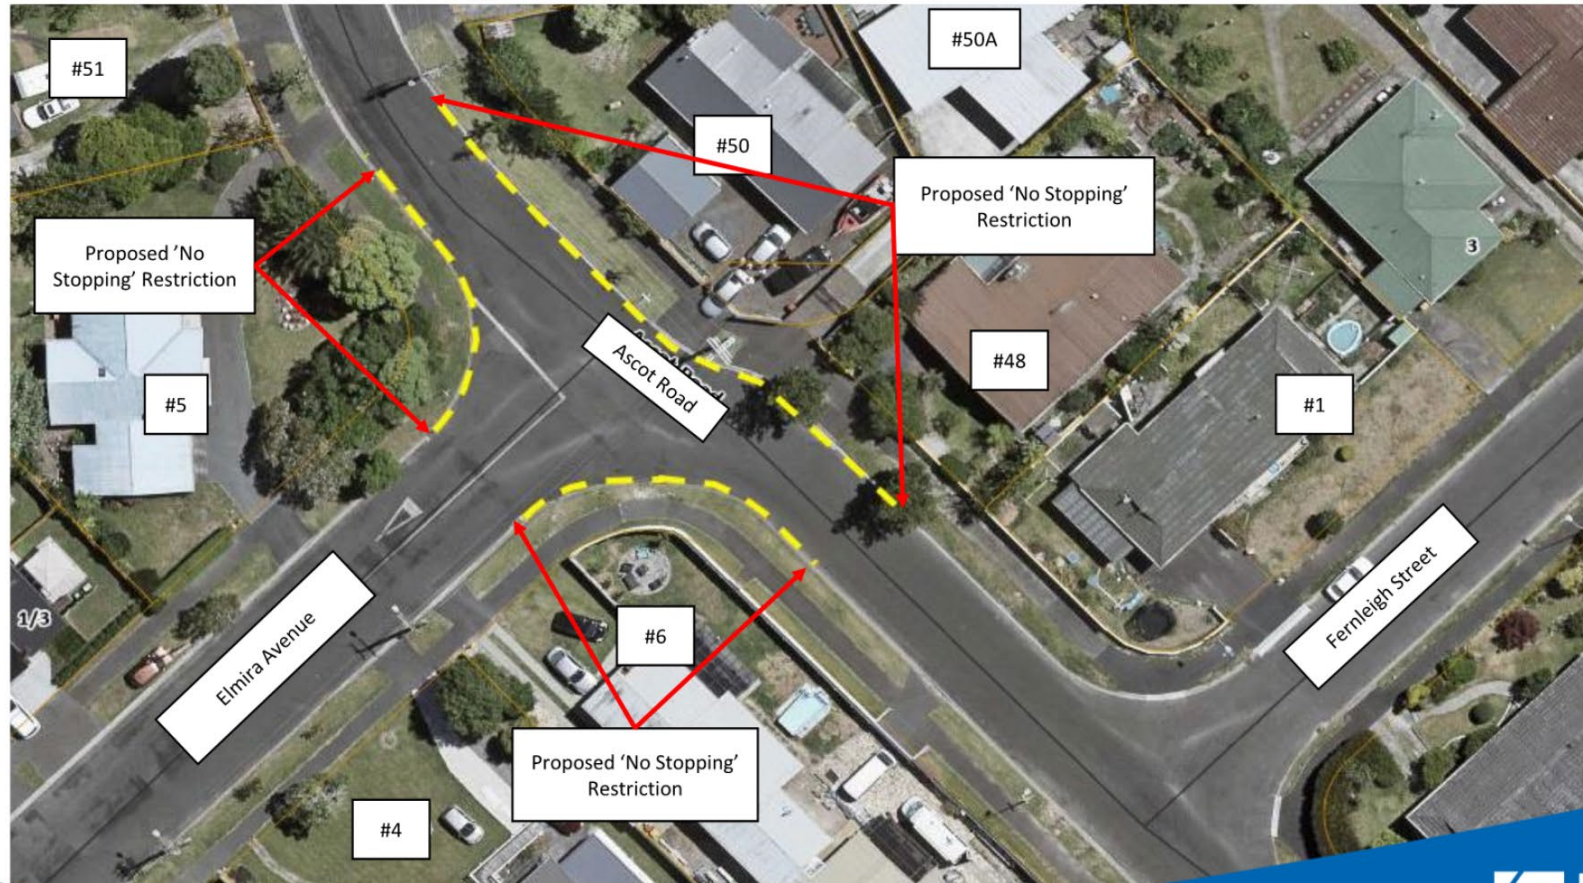 #51
#50A
#50
Proposed ‘No Stopping’
Restriction
Proposed ’No
Stopping’ Restriction
3
#48
Ascot Road
#5
#1
Fernleigh Street
1/3
#6
Elmira Avenue
Proposed ‘No Stopping’
Restriction
#4